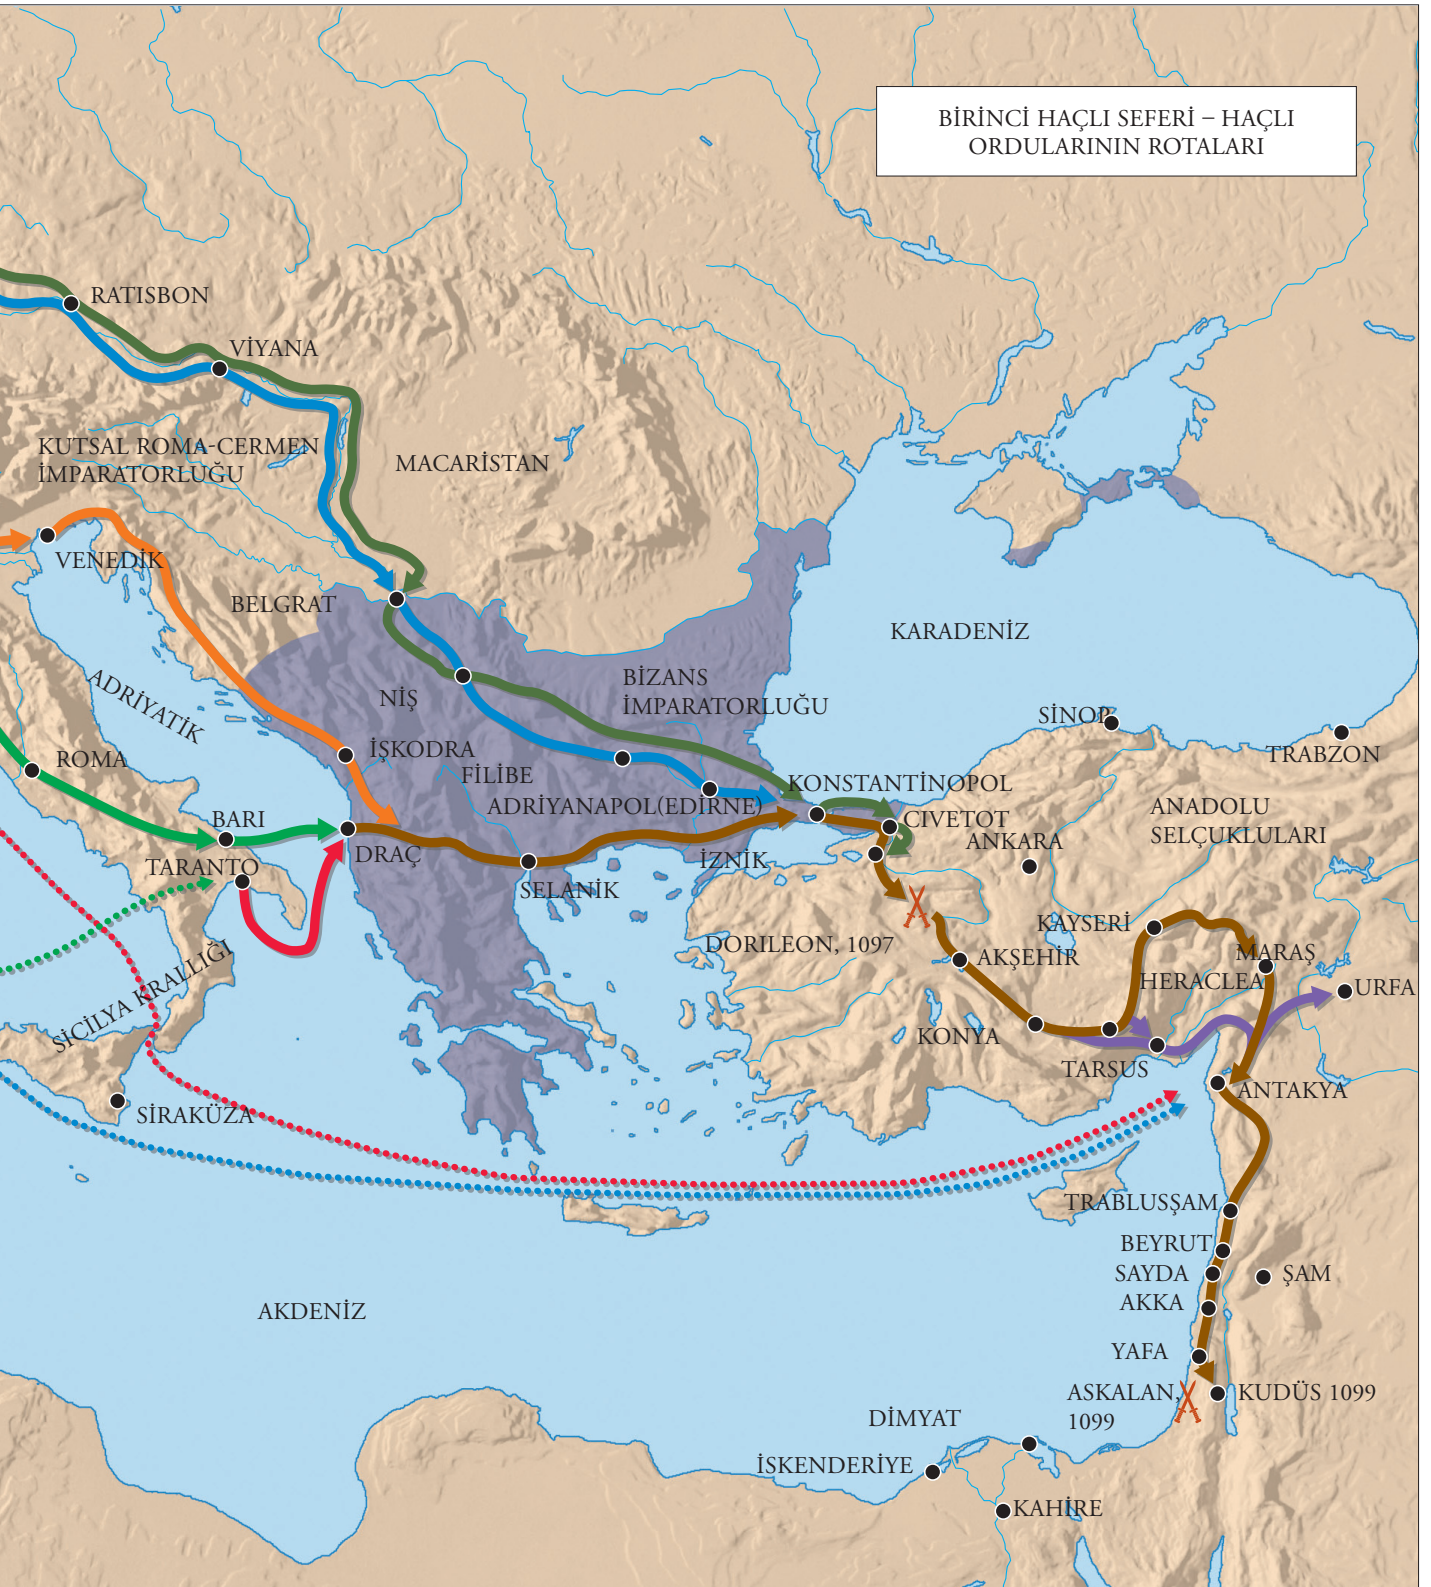 BİRİNCİ HAÇLI SEFERİ – HAÇLI
ORDULARININ ROTALARI
RATISBON
VİYANA
KUTSAL ROMA-CERMEN
İMPARATORLUĞU
MACARİSTAN
VENEDİK
BELGRAT
KARADENİZ
ADRİYATİK
NİŞ
BİZANS
İMPARATORLUĞU
SİNOP
TRABZON
ROMA
İŞKODRA
FİLİBE
KONSTANTİNOPOL
ADRİYANAPOL(EDİRNE)
ANADOLU
SELÇUKLULARI
BARI
CIVETOT
ANKARA
DRAÇ
İZNİK
TARANTO
SELANİK
KAYSERİ
DORILEON, 1097
AKŞEHİR
MARAŞ
HERACLEA
URFA
SİCİLYA KRALLIĞI
KONYA
TARSUS
ANTAKYA
SİRAKÜZA
TRABLUSŞAM
BEYRUT
SAYDA
ŞAM
AKKA
AKDENİZ
YAFA
ASKALAN,
1099
KUDÜS 1099
DİMYAT
İSKENDERİYE
KAHİRE